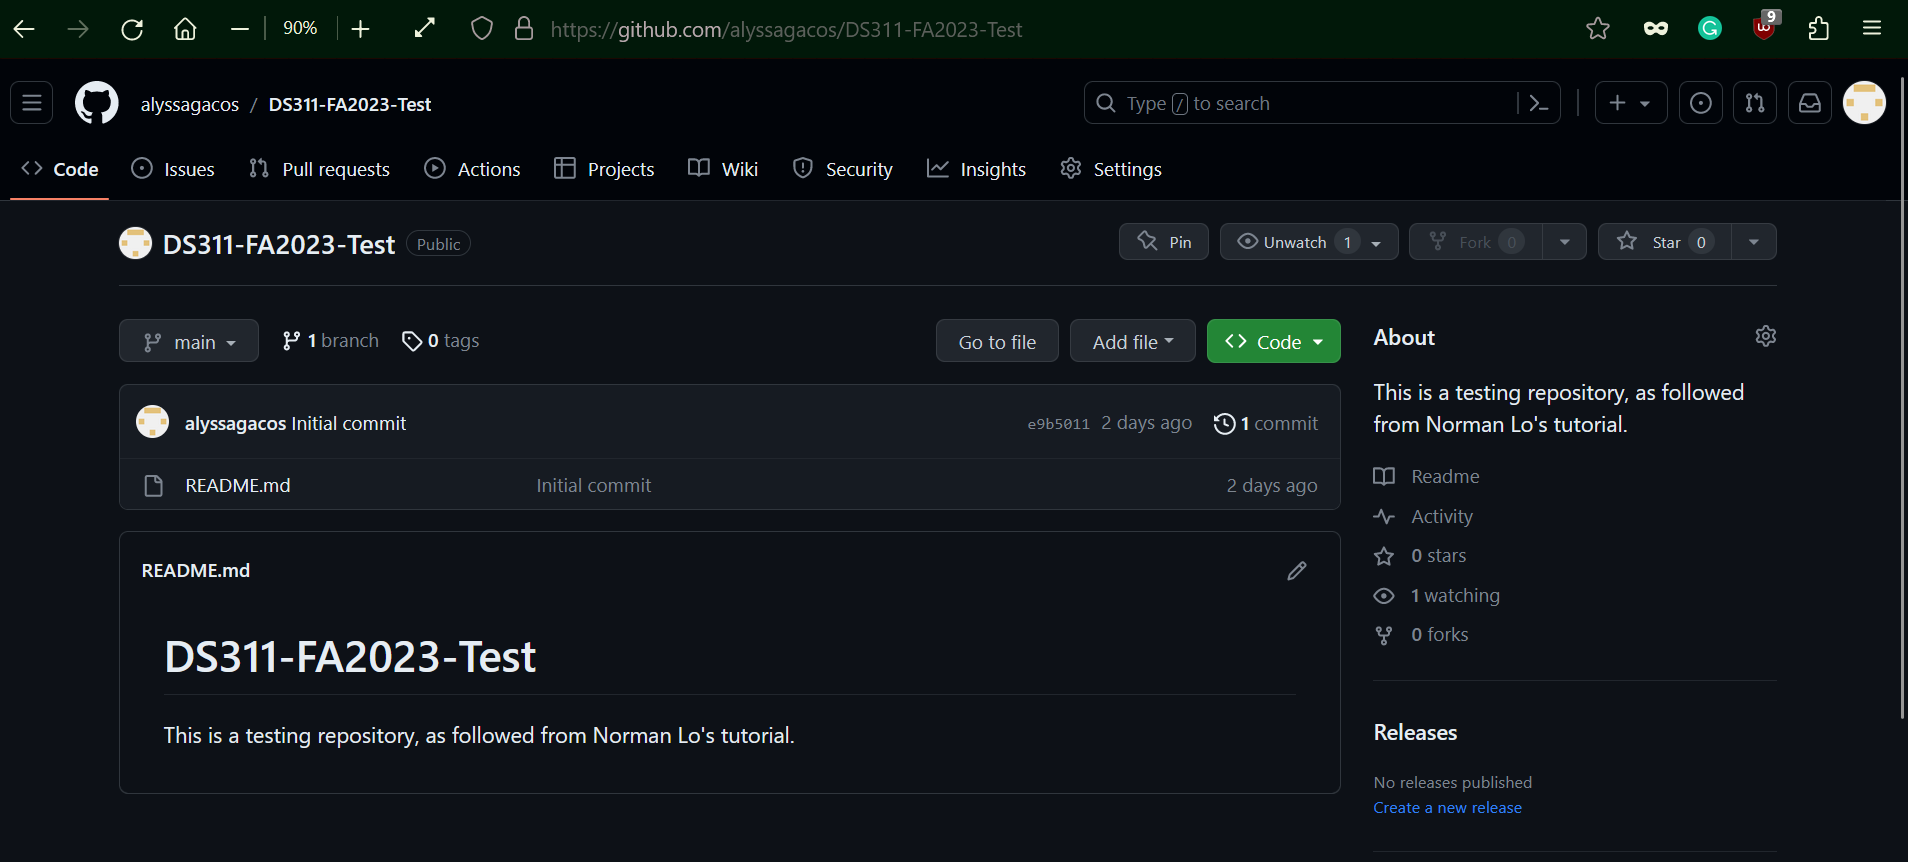 90% https://github.com/alyssagacos/DS311-FA2023-Test 9
alyssagacos / DS311-FA2023-Test Type / to search
Code Issues Pull requests Actions Projects Wiki Security Insights Settings
DS311-FA2023-Test Public Pin Unwatch 1 Fork 0 Star 0
main 1 branch 0 tags Go to file Add file Code
alyssagacos Initial commit e9b5011 2 days ago 1 commit
README.md Initial commit 2 days ago
README.md
DS311-FA2023-Test
This is a testing repository, as followed from Norman Lo's tutorial.
About
This is a testing repository, as followed
from Norman Lo's tutorial.
Readme
Activity
0 stars
1 watching
0 forks
Releases
No releases published
Create a new release